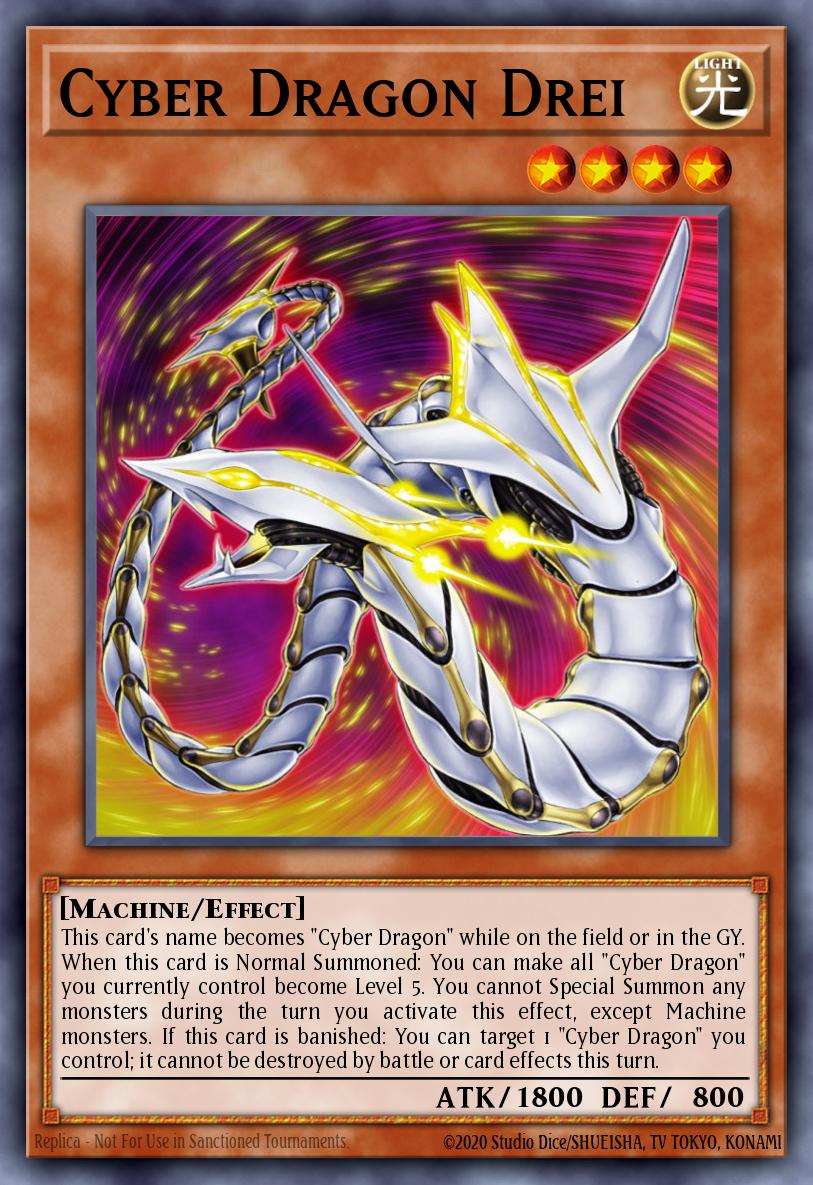 Cyber Dragon Drei
LIGHT
光
[Machine/Effect]
This card's name becomes "Cyber Dragon" while on the field or in the GY.
When this card is Normal Summoned: You can make all "Cyber Dragon"
you currently control become Level 5. You cannot Special Summon any
monsters during the turn you activate this effect, except Machine
monsters. If this card is banished: You can target 1 "Cyber Dragon" you
control; it cannot be destroyed by battle or card effects this turn.
ATK/1800 DEF/ 800
Replica - Not For Use in Sanctioned Tournaments.
©2020 Studio Dice/SHUEISHA, TV TOKYO, KONAMI